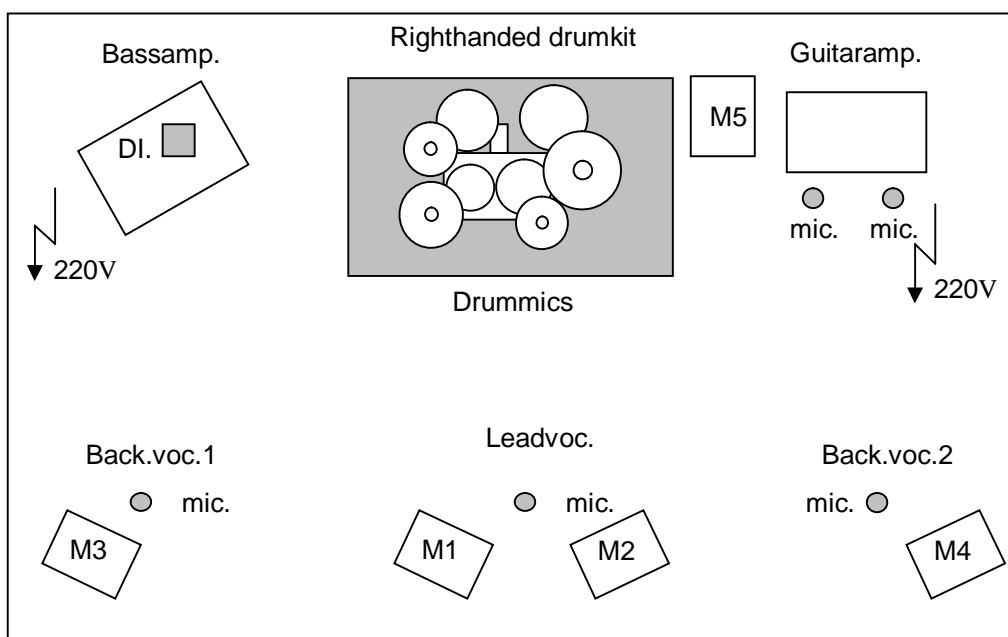 Righthanded drumkit
Bassamp.
Guitaramp.
M5
DI.
mic.
mic.
220V
220V
Drummics
Leadvoc.
Back.voc.1
Back.voc.2
mic.
mic.
mic.
M3
M1
M2
M4